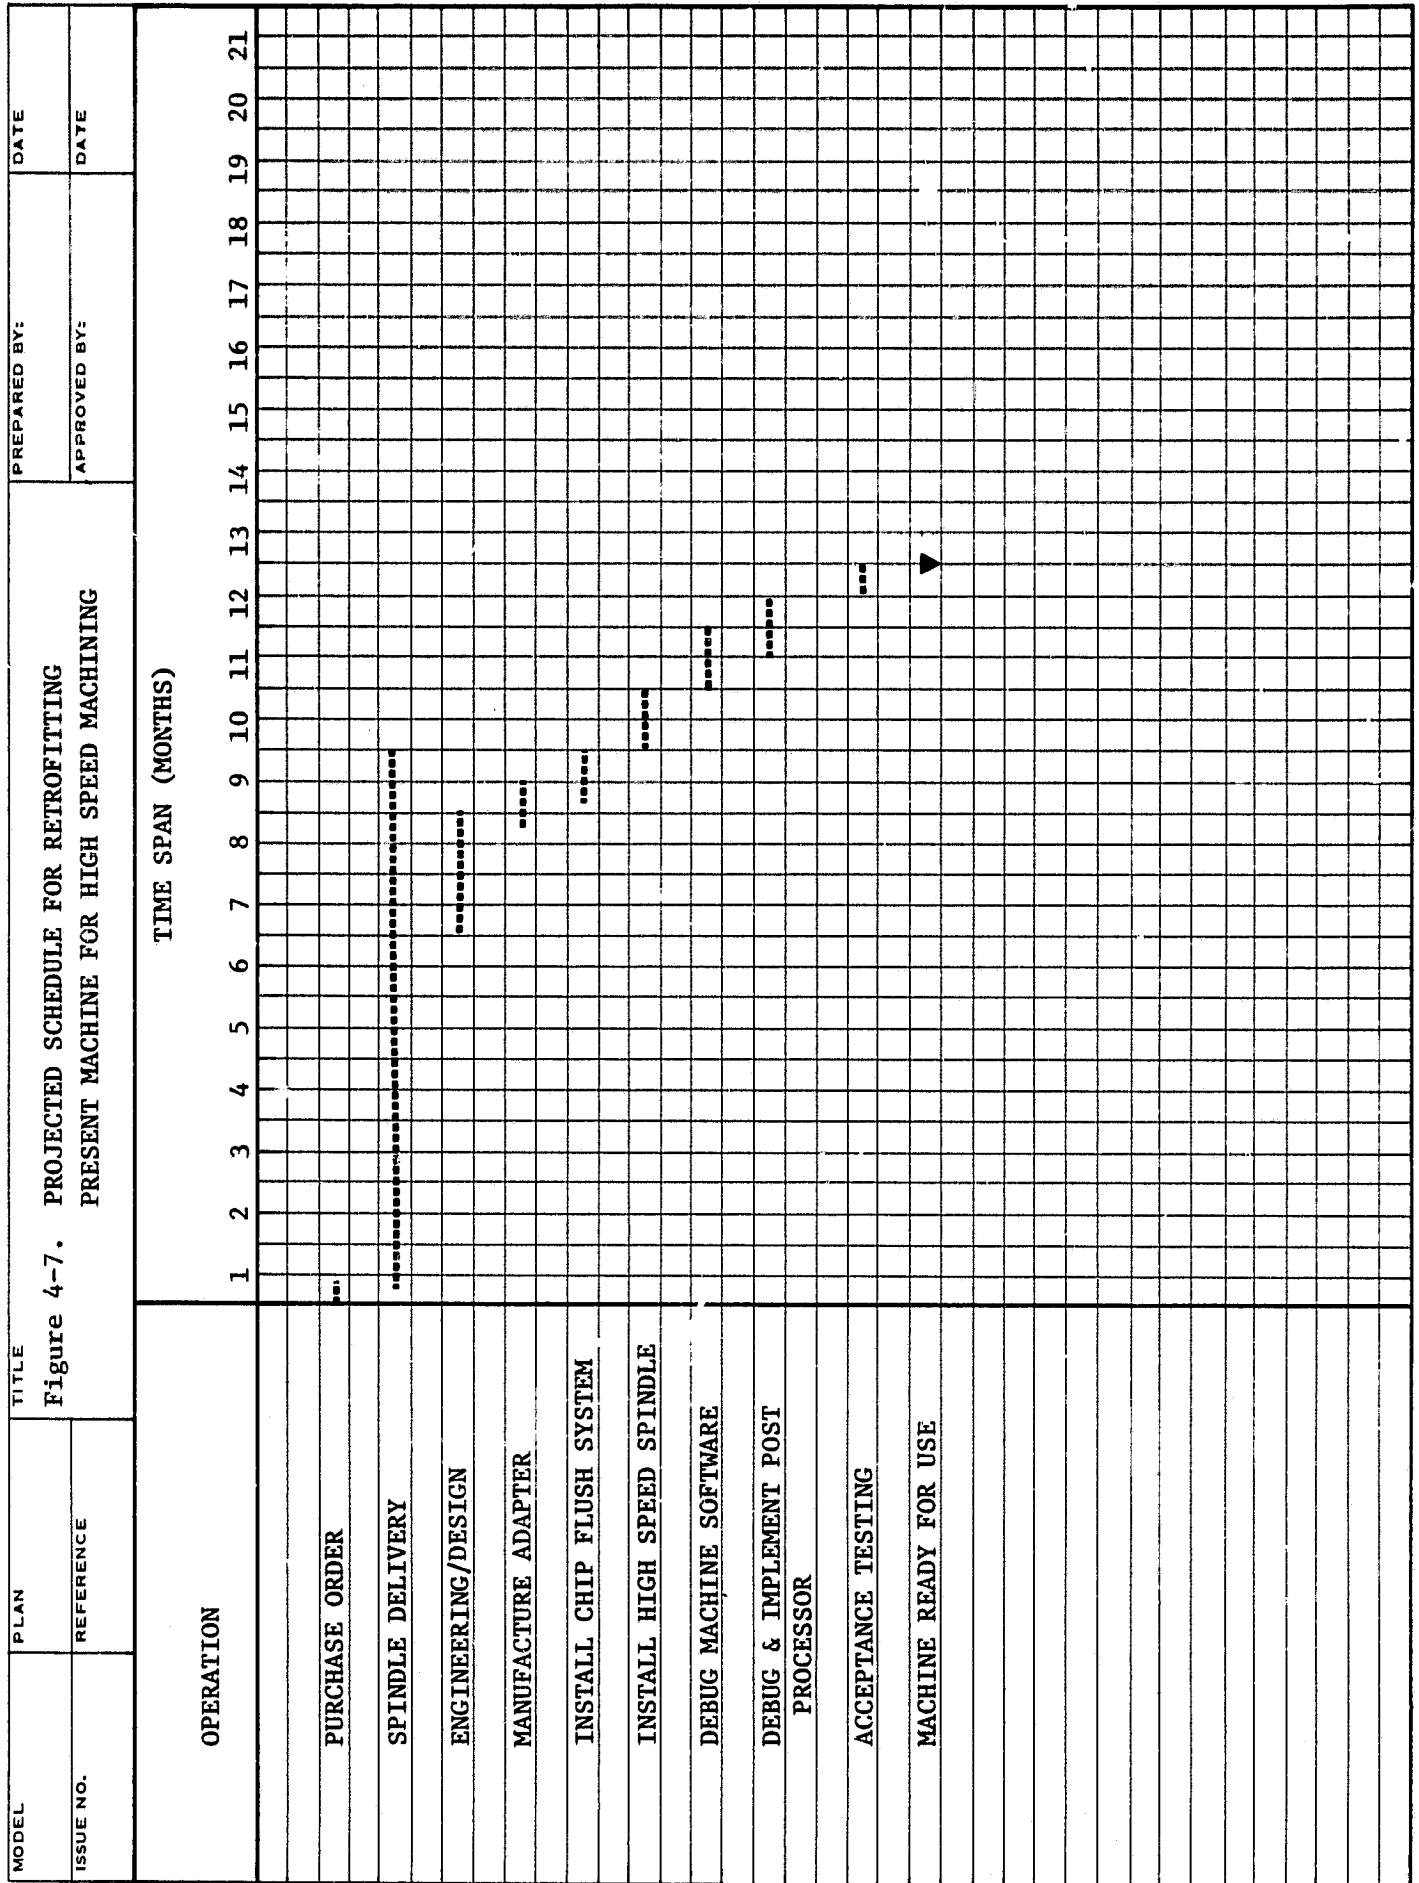 MODEL
PLAN
TITLE
PREPARED BY:
DATE
Figure 4-7. PROJECTED SCHEDULE FOR RETROFITTING
PRESENT MACHINE FOR HIGH SPEED MACHINING
ISSUE NO.
REFERENCE
APPROVED BY:
DATE
OPERATION
TIME SPAN (MONTHS)
1 2 3 4 5 6 7 8 9 10 11 12 13 14 15 16 17 18 19 20 21
PURCHASE ORDER
SPINDLE DELIVERY
ENGINEERING/DESIGN
MANUFACTURE ADAPTER
INSTALL CHIP FLUSH SYSTEM
INSTALL HIGH SPEED SPINDLE
DEBUG MACHINE SOFTWARE
DEBUG & IMPLEMENT POST
PROCESSOR
ACCEPTANCE TESTING
MACHINE READY FOR USE